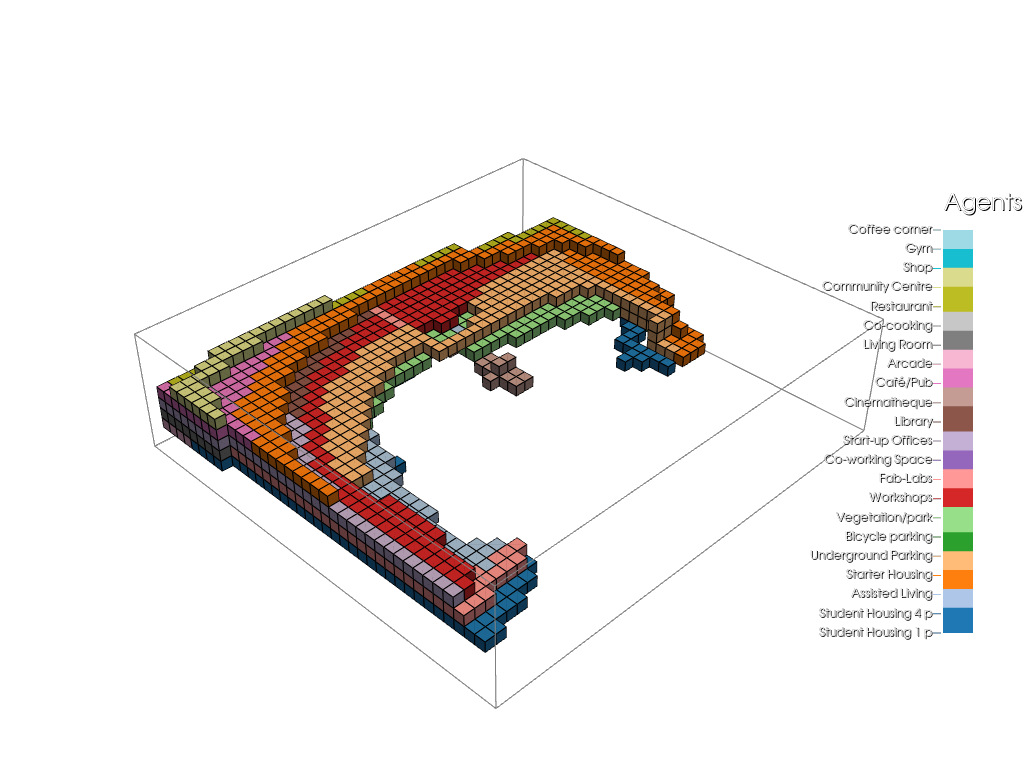 Agents
Coffee corner
Gym
Shop
Community Centre
Restaurant
Co-cooking
Living Room
Arcade
Café/Pub
Cinematheque
Library
Start-up Offices
Co-working Space
Fab-Labs
Workshops
Vegetation/park
Bicycle parking
Underground Parking
Starter Housing
Assisted Living
Student Housing 4 p
Student Housing 1 p